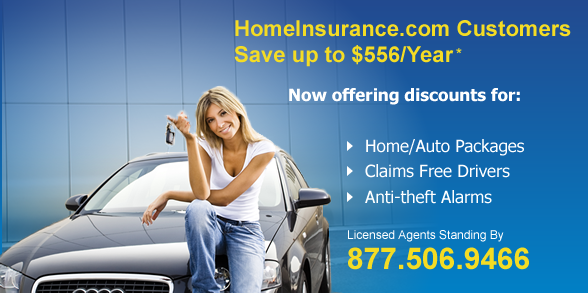 HomeInsurance.com Customers
Save up to $556/Year*
Now offering discounts for:
Home/Auto Packages
Claims Free Drivers
Anti-theft Alarms
Licensed Agents Standing By
877.506.9466